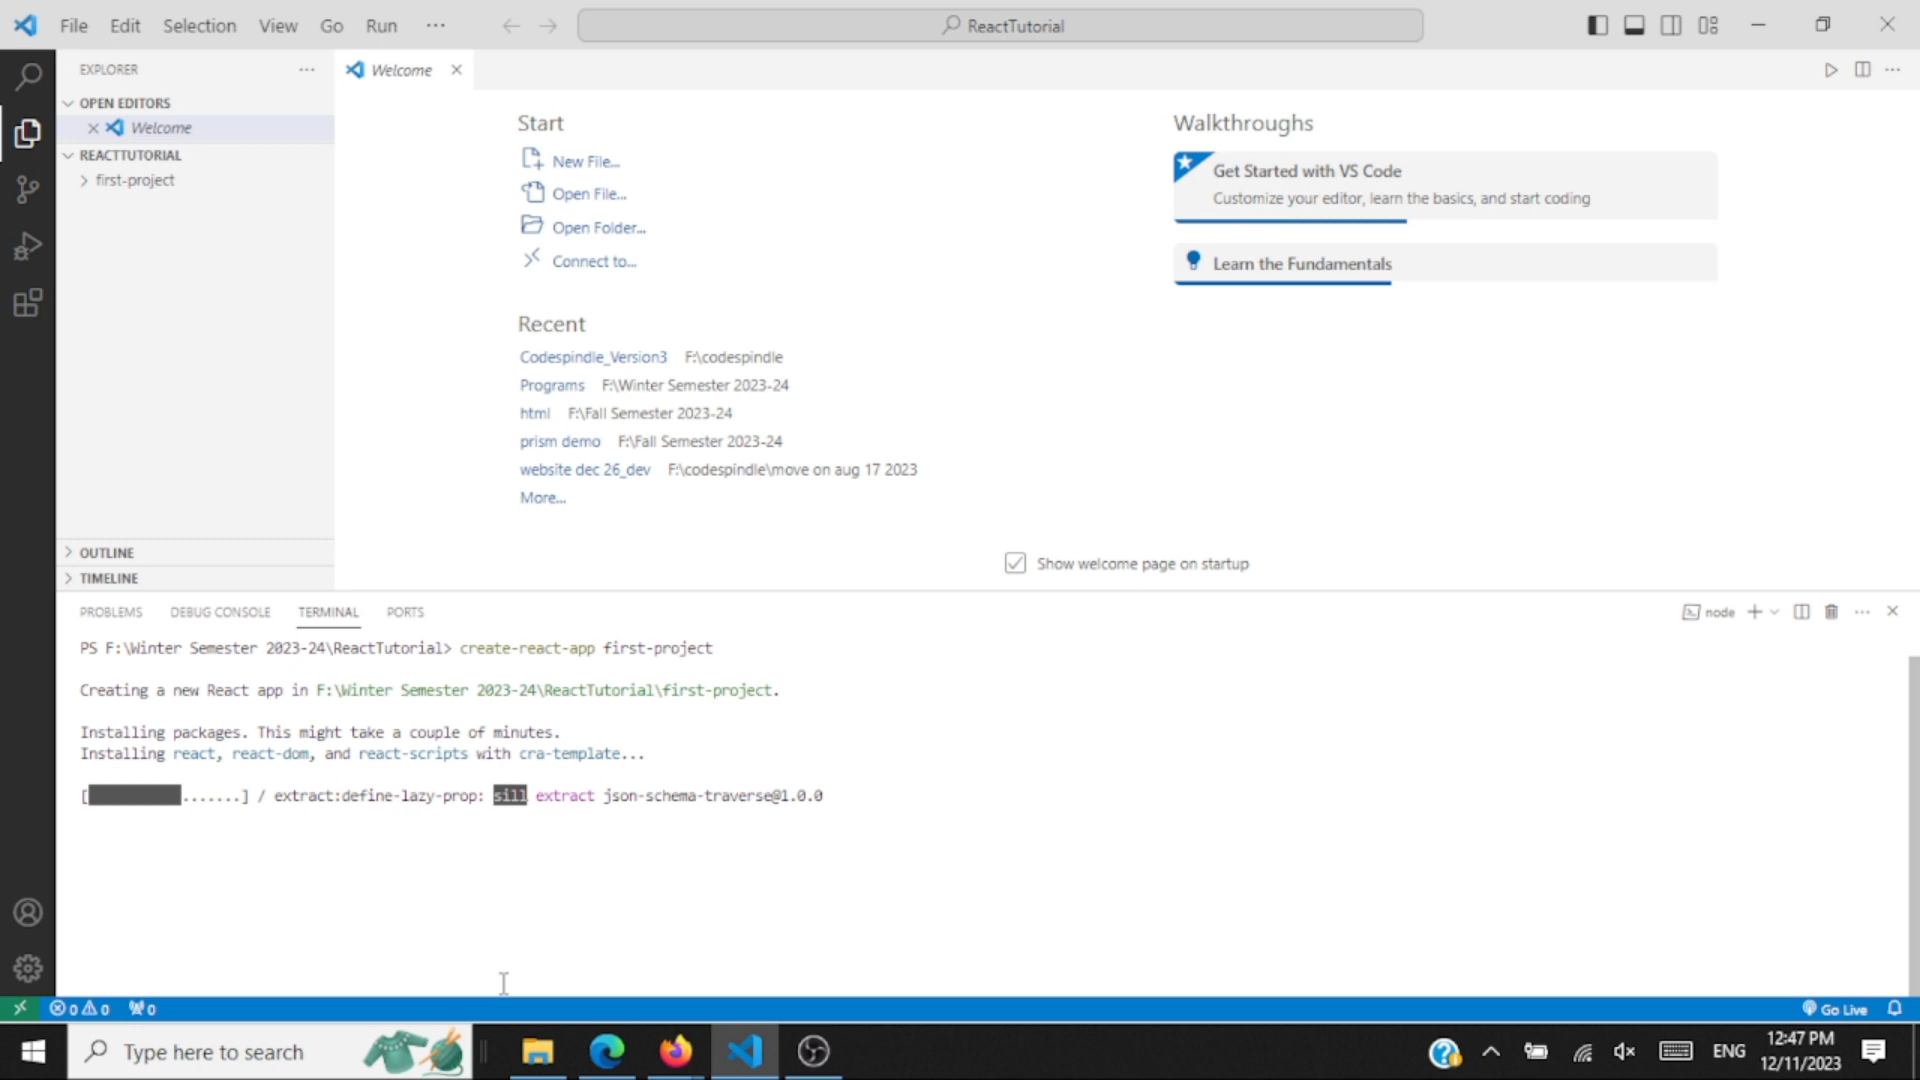 File Edit Selection View Go Run ···
ReactTutorial
EXPLORER
Welcome
OPEN EDITORS
Welcome
REACTTUTORIAL
first-project
OUTLINE
TIMELINE
Start
New File...
Open File...
Open Folder...
Connect to...
Recent
Codespindle_Version3 F:\codespindle
Programs F:\Winter Semester 2023-24
html F:\Fall Semester 2023-24
prism demo F:\Fall Semester 2023-24
website dec 26_dev F:\codespindle\move on aug 17 2023
More...
Walkthroughs
Get Started with VS Code
Customize your editor, learn the basics, and start coding
Learn the Fundamentals
Show welcome page on startup
PROBLEMS DEBUG CONSOLE TERMINAL PORTS
node
PS F:\Winter Semester 2023-24\ReactTutorial> create-react-app first-project
Creating a new React app in F:\Winter Semester 2023-24\ReactTutorial\first-project.
Installing packages. This might take a couple of minutes.
Installing react, react-dom, and react-scripts with cra-template...
[ .......] / extract:define-lazy-prop: sill extract json-schema-traverse@1.0.0
0 0 0
Go Live
Type here to search
ENG
12:47 PM
12/11/2023